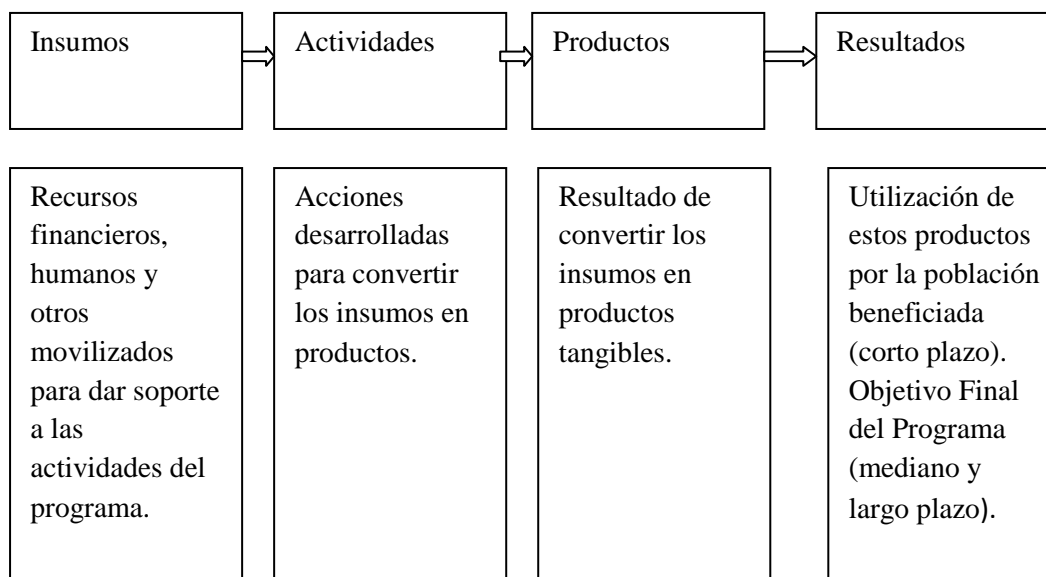 Insumos
Actividades
Productos
Resultados
Recursos
financieros,
humanos y
otros
movilizados
para dar soporte
a las
actividades del
programa.
Acciones
desarrolladas
para convertir
los insumos en
productos.
Resultado de
convertir los
insumos en
productos
tangibles.
Utilización de
estos productos
por la población
beneficiada
(corto plazo).
Objetivo Final
del Programa
(mediano y
largo plazo).